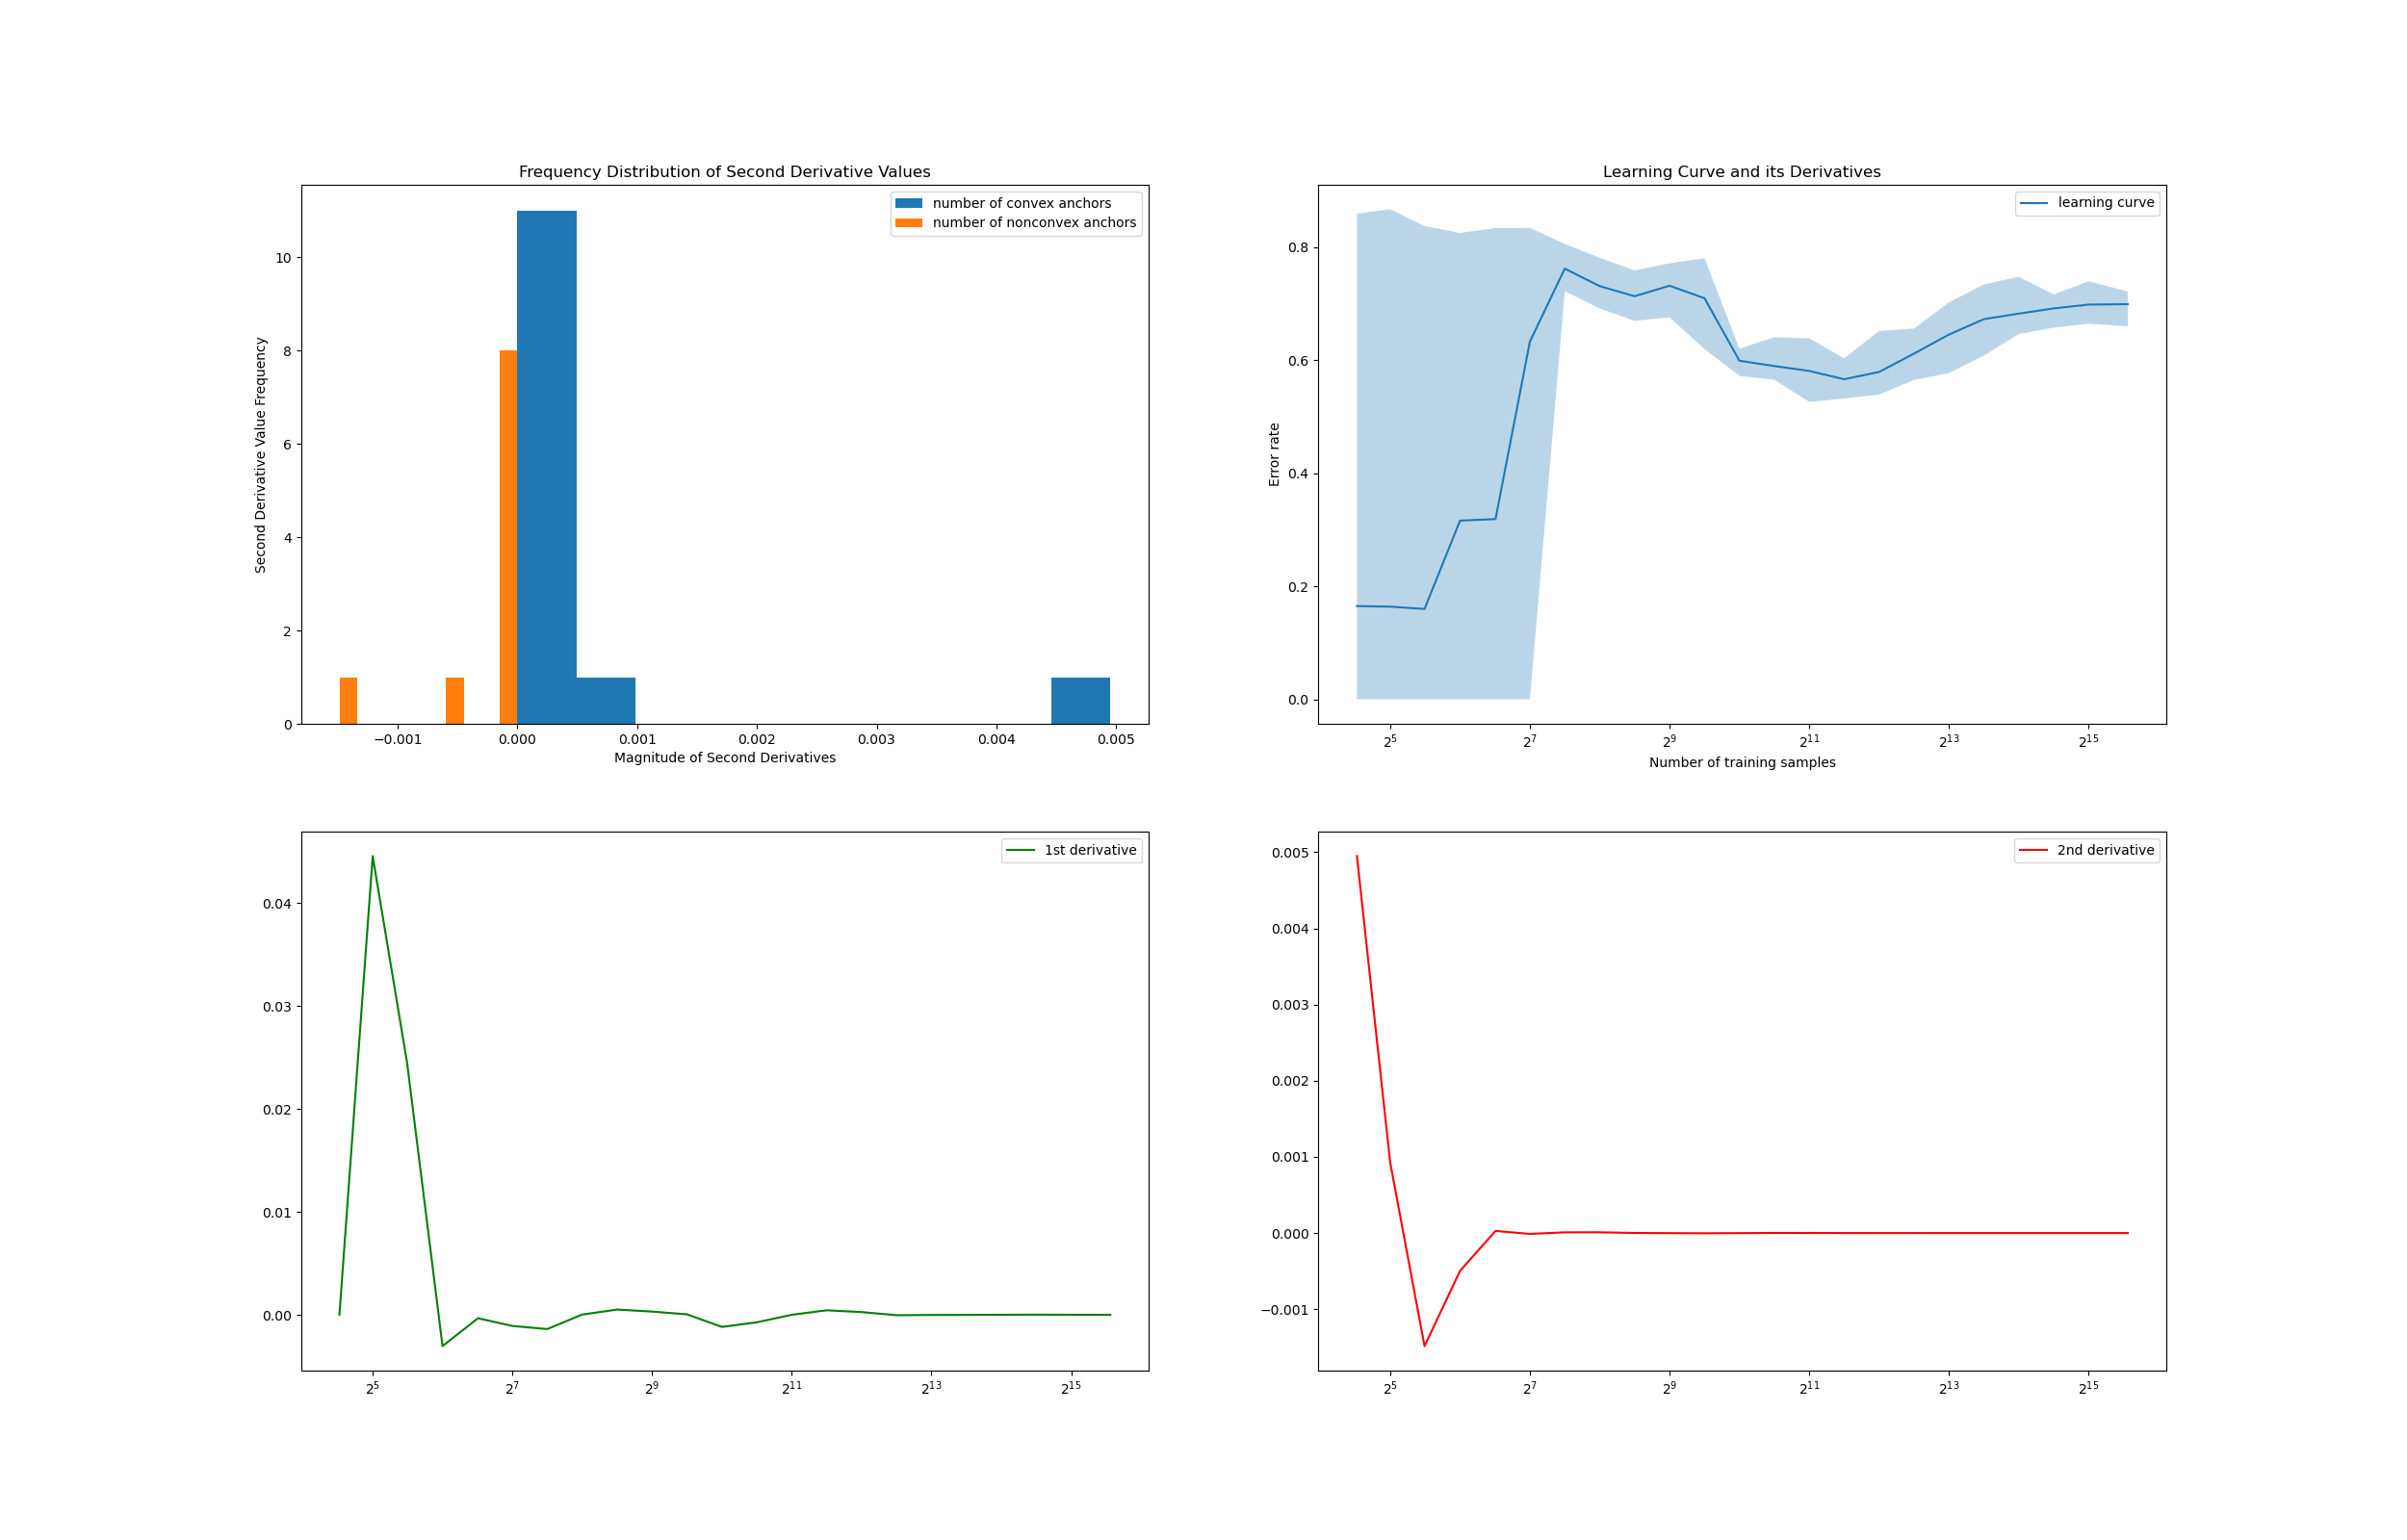 Frequency Distribution of Second Derivative Values
number of convex anchors
number of nonconvex anchors
Second Derivative Value Frequency
10
8
6
4
2
0
−0.001 0.000 0.001 0.002 0.003 0.004 0.005
Magnitude of Second Derivatives
Learning Curve and its Derivatives
learning curve
Error rate
0.8
0.6
0.4
0.2
0.0
2^5 2^7 2^9 2^11 2^13 2^15
Number of training samples
1st derivative
0.04
0.03
0.02
0.01
0.00
2^5 2^7 2^9 2^11 2^13 2^15
2nd derivative
0.005
0.004
0.003
0.002
0.001
0.000
−0.001
2^5 2^7 2^9 2^11 2^13 2^15